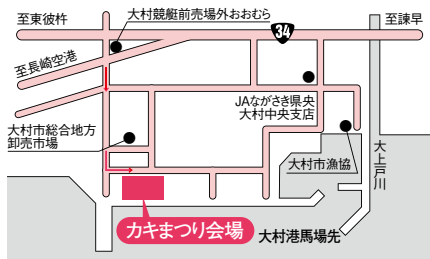 至東彼杵
大村競艇前売場外おおむら
34
至諫早
至長崎空港
JAながさき県央
大村中央支店
大村市総合地方
卸売市場
大村市漁協
大上戸川
カキまつり会場
大村港馬場先